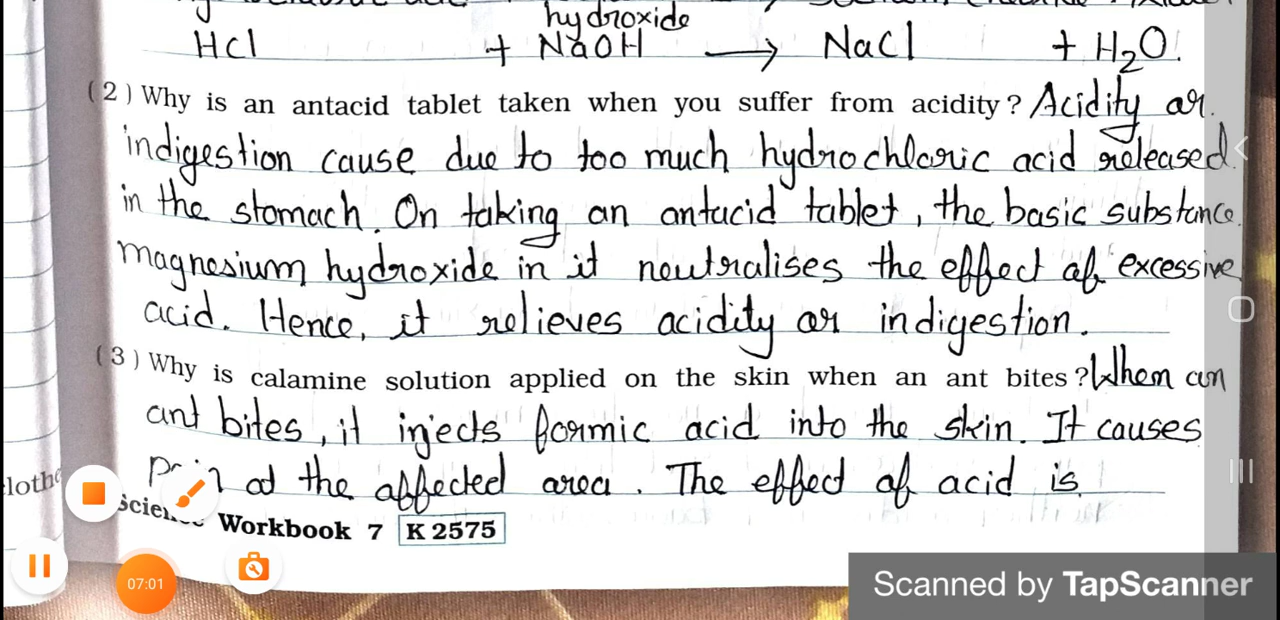 hydroxide
HCl + NaOH → NaCl + H₂O.
(2) Why is an antacid tablet taken when you suffer from acidity? Acidity or
indigestion cause due to too much hydrochloric acid released
in the stomach. On taking an antacid tablet, the basic substance
magnesium hydroxide in it neutralises the effect of excessive
acid. Hence, it relieves acidity or indigestion.
(3) Why is calamine solution applied on the skin when an ant bites? When an
ant bites, it injects formic acid into the skin. It causes
pain at the affected area. The effect of acid is
Science Workbook 7 K 2575
07:01
Scanned by TapScanner